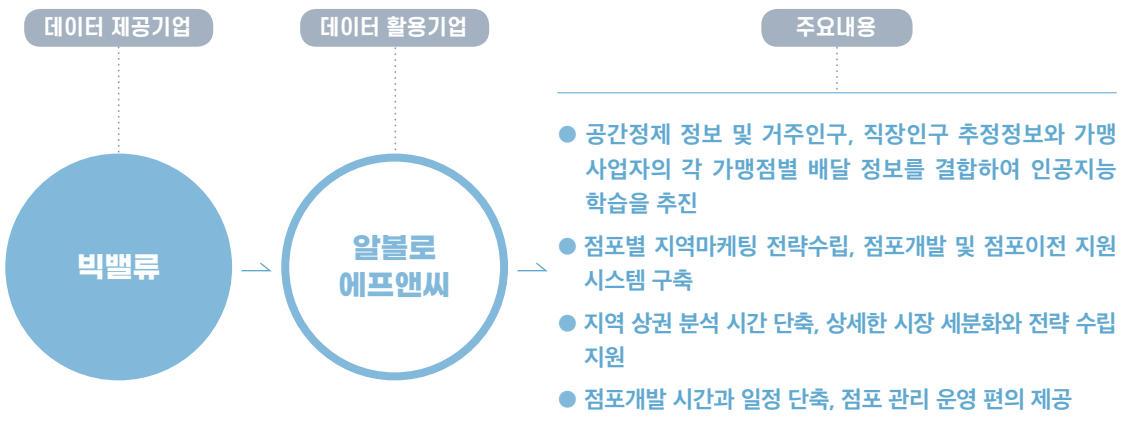 데이터 제공기업
데이터 활용기업
주요내용
빅밸류
알볼로
에프앤씨
● 공간정제 정보 및 거주인구, 직장인구 추정정보와 가맹
사업자의 각 가맹점별 배달 정보를 결합하여 인공지능
학습을 추진
● 점포별 지역마케팅 전략수립, 점포개발 및 점포이전 지원
시스템 구축
● 지역 상권 분석 시간 단축, 상세한 시장 세분화와 전략 수립
지원
● 점포개발 시간과 일정 단축, 점포 관리 운영 편의 제공